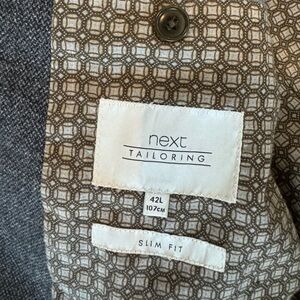 next
TAILORING
42L
107CM
SLIM FIT